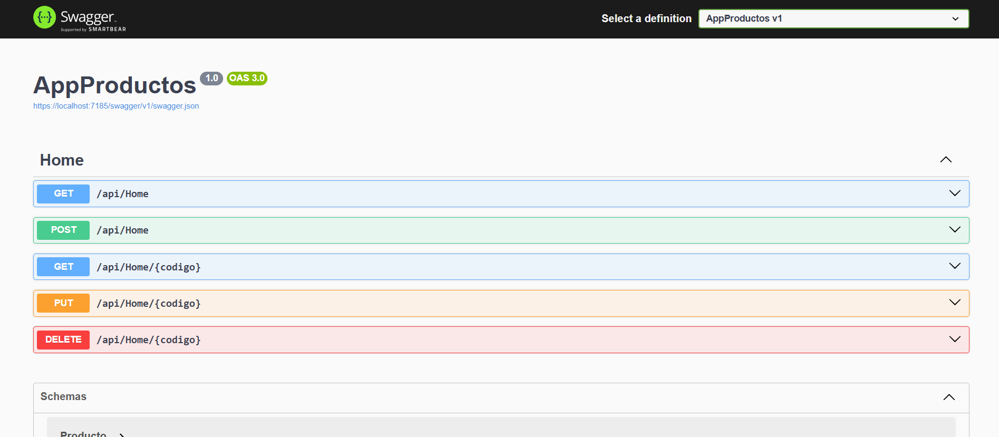 Swagger
Supported by SMARTBEAR
Select a definition
AppProductos v1
AppProductos 1.0 OAS 3.0
https://localhost:7185/swagger/v1/swagger.json
Home
GET /api/Home
POST /api/Home
GET /api/Home/{codigo}
PUT /api/Home/{codigo}
DELETE /api/Home/{codigo}
Schemas
Producto